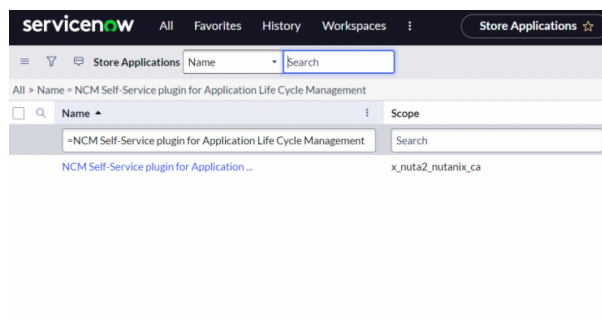 servicenow All Favorites History Workspaces Store Applications
Store Applications Name Search
All > Name = NCM Self-Service plugin for Application Life Cycle Management
Name Scope
=NCM Self-Service plugin for Application Life Cycle Management Search
NCM Self-Service plugin for Application ... x_nuta2_nutanix_ca